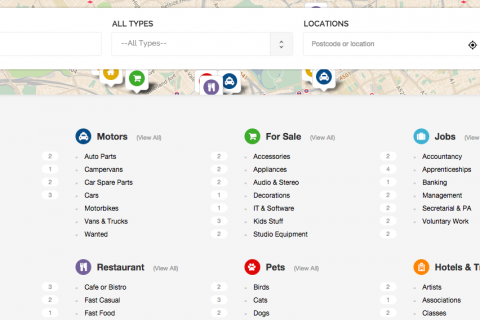 ALL TYPES
LOCATIONS
--All Types--
Postcode or location
Motors (View All)
For Sale (View All)
Jobs (View All)
2 Auto Parts 2 Accessories 2 Accountancy
1 Campervans 2 Appliances 4 Apprenticeships
2 Car Spare Parts 2 Audio & Stereo 1 Banking
3 Cars 1 Decorations 2 Management
Motorbikes 1 IT & Software 2 Secretarial & PA
Vans & Trucks 3 Kids Stuff 2 Voluntary Work
Wanted 2 Studio Equipment 2
Restaurant (View All)
Pets (View All)
Hotels & T
3 Cafe or Bistro 2 Birds 2 Artists
2 Fast Casual 3 Cats 1 Associations
1 Fast Food 2 Dogs 2 Classes